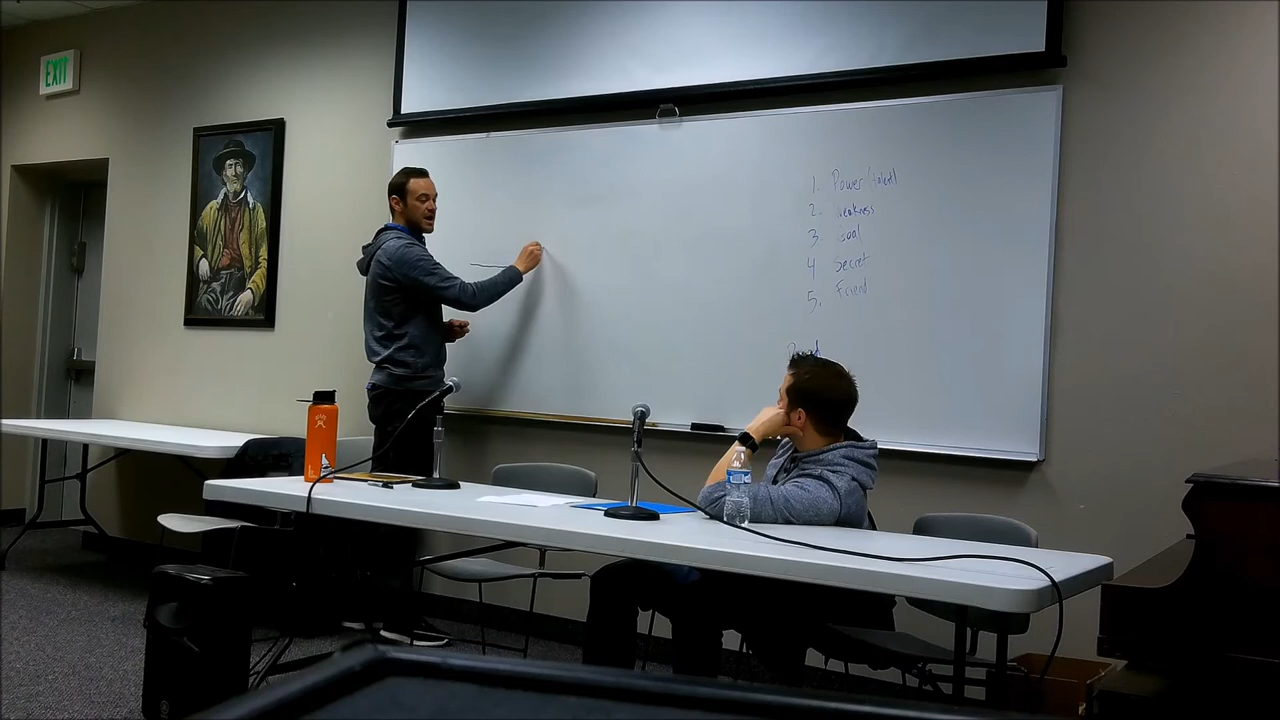 EXIT
1. Power (talent)
2. Weakness
3 Goal
4 Secret
5. Friend